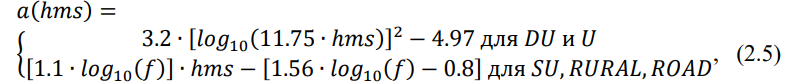 a(hms) =
{ 3.2 ∙ [log₁₀(11.75 ∙ hms)]² − 4.97 для DU и U
[1.1 ∙ log₁₀(f)] ∙ hms − [1.56 ∙ log₁₀(f) − 0.8] для SU, RURAL, ROAD, (2.5)